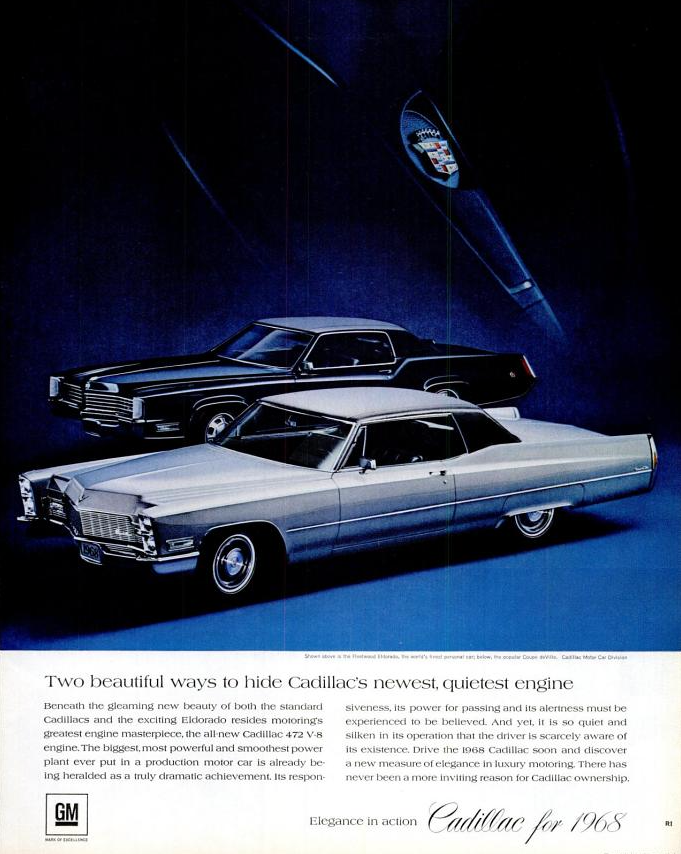 1968
Shown above is the Fleetwood Eldorado, the world's finest personal car; below, the popular Coupe deVille. Cadillac Motor Car Division
Two beautiful ways to hide Cadillac's newest, quietest engine
Beneath the gleaming new beauty of both the standard
Cadillacs and the exciting Eldorado resides motoring's
greatest engine masterpiece, the all-new Cadillac 472 V-8
engine. The biggest, most powerful and smoothest power
plant ever put in a production motor car is already be-
ing heralded as a truly dramatic achievement. Its respon-
siveness, its power for passing and its alertness must be
experienced to be believed. And yet, it is so quiet and
silken in its operation that the driver is scarcely aware of
its existence. Drive the 1968 Cadillac soon and discover
a new measure of elegance in luxury motoring. There has
never been a more inviting reason for Cadillac ownership.
GM
MARK OF EXCELLENCE
Elegance in action Cadillac for 1968